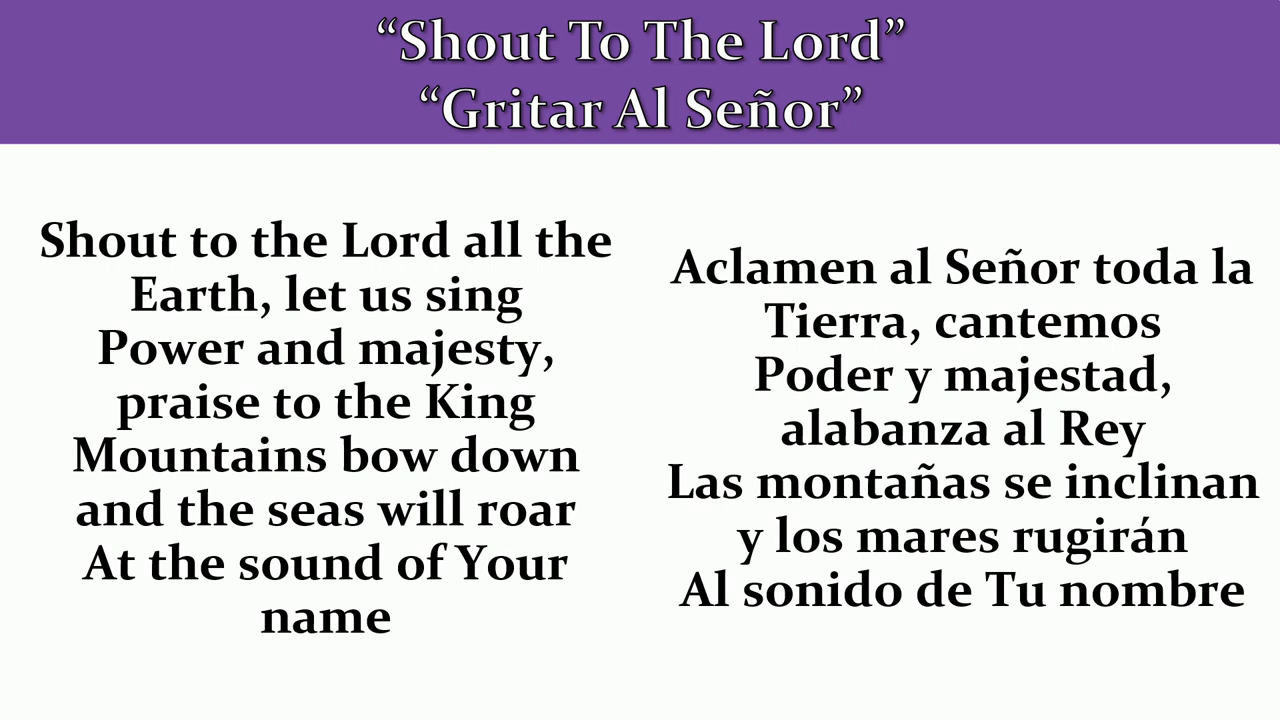 “Shout To The Lord”
“Gritar Al Señor”
Shout to the Lord all the
Earth, let us sing
Power and majesty,
praise to the King
Mountains bow down
and the seas will roar
At the sound of Your
name
Aclamen al Señor toda la
Tierra, cantemos
Poder y majestad,
alabanza al Rey
Las montañas se inclinan
y los mares rugirán
Al sonido de Tu nombre